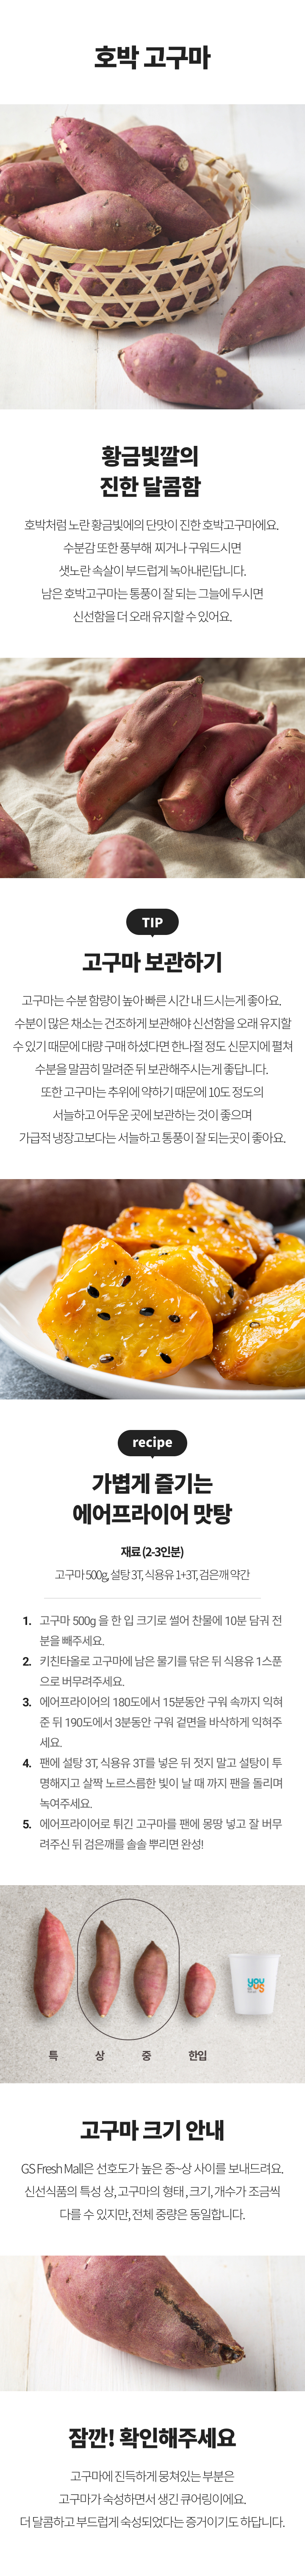 호박 고구마
황금빛깔의
진한 달콤함
호박처럼 노란 황금빛에의 단맛이 진한 호박고구마에요.
수분감 또한 풍부해 찌거나 구워드시면
샛노란 속살이 부드럽게 녹아내린답니다.
남은 호박고구마는 통풍이 잘 되는 그늘에 두시면
신선함을 더 오래 유지할 수 있어요.
TIP
고구마 보관하기
고구마는 수분 함량이 높아 빠른 시간 내 드시는게 좋아요.
수분이 많은 채소는 건조하게 보관해야 신선함을 오래 유지할
수 있기 때문에 대량 구매 하셨다면 한나절 정도 신문지에 펼쳐
수분을 말끔히 말려준 뒤 보관해주시는게 좋답니다.
또한 고구마는 추위에 약하기 때문에 10도 정도의
서늘하고 어두운 곳에 보관하는 것이 좋으며
가급적 냉장고보다는 서늘하고 통풍이 잘 되는곳이 좋아요.
recipe
가볍게 즐기는
에어프라이어 맛탕
재료 (2-3인분)
고구마 500g, 설탕 3T, 식용유 1+3T, 검은깨 약간
1. 고구마 500g 을 한 입 크기로 썰어 찬물에 10분 담궈 전
분을 빼주세요.
2. 키친타올로 고구마에 남은 물기를 닦은 뒤 식용유 1스푼
으로 버무려주세요.
3. 에어프라이어의 180도에서 15분동안 구워 속까지 익혀
준 뒤 190도에서 3분동안 구워 겉면을 바삭하게 익혀주
세요.
4. 팬에 설탕 3T, 식용유 3T를 넣은 뒤 젓지 말고 설탕이 투
명해지고 살짝 노르스름한 빛이 날 때 까지 팬을 돌리며
녹여주세요.
5. 에어프라이어로 튀긴 고구마를 팬에 몽땅 넣고 잘 버무
려주신 뒤 검은깨를 솔솔 뿌리면 완성!
you
us
특 상 중 한입
고구마 크기 안내
GS Fresh Mall은 선호도가 높은 중~상 사이를 보내드려요.
신선식품의 특성 상, 고구마의 형태, 크기, 개수가 조금씩
다를 수 있지만, 전체 중량은 동일합니다.
잠깐! 확인해주세요
고구마에 진득하게 뭉쳐있는 부분은
고구마가 숙성하면서 생긴 큐어링이에요.
더 달콤하고 부드럽게 숙성되었다는 증거이기도 하답니다.